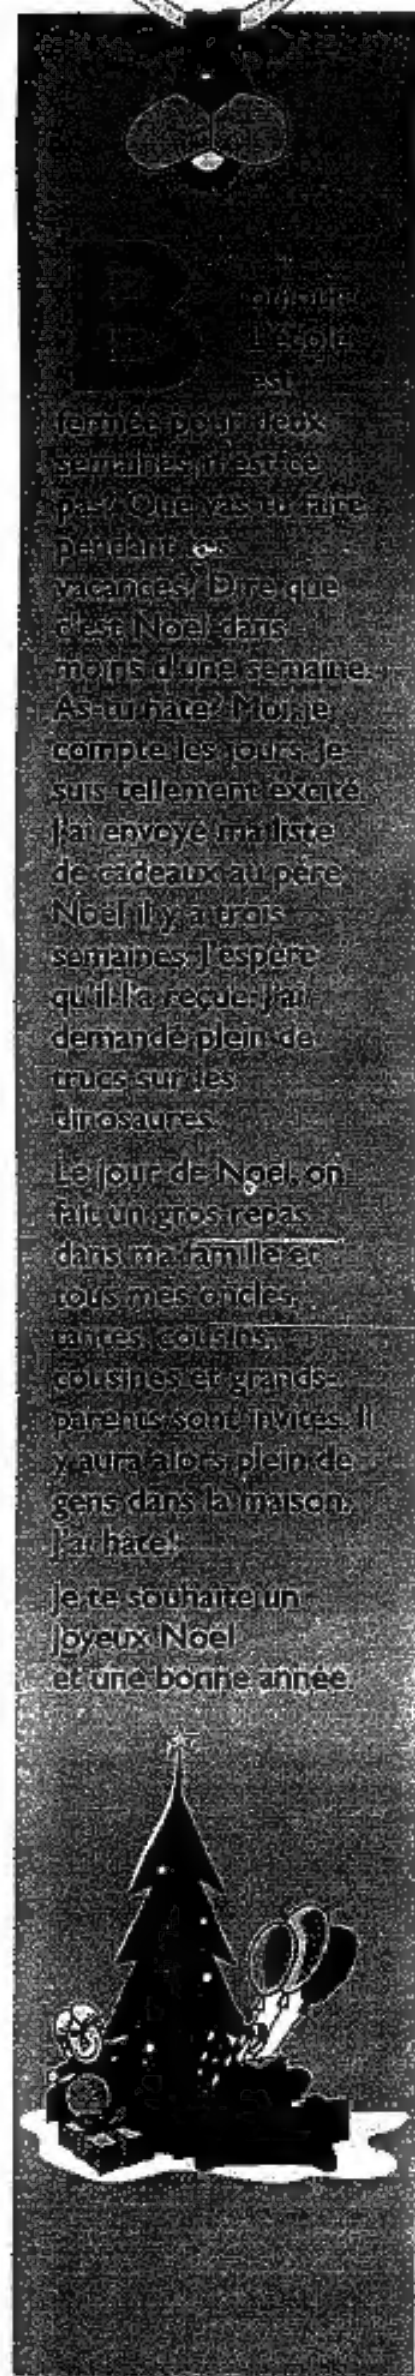 Bonjour.
L'école
est
fermée pour deux
semaines n'est-ce
pas? Que vas-tu faire
pendant les
vacances? Dire que
c'est Noël dans
moins d'une semaine.
As-tu hâte? Moi, je
compte les jours. Je
suis tellement excité.
J'ai envoyé ma liste
de cadeaux au père
Noël il y a trois
semaines. J'espère
qu'il l'a reçue. J'ai
demandé plein de
trucs sur les
dinosaures.
Le jour de Noël, on
fait un gros repas
dans ma famille et
tous mes oncles,
tantes, cousins,
cousines et grands-
parents sont invités. Il
y aura alors plein de
gens dans la maison.
J'ai hâte!
Je te souhaite un
Joyeux Noël
et une bonne année.